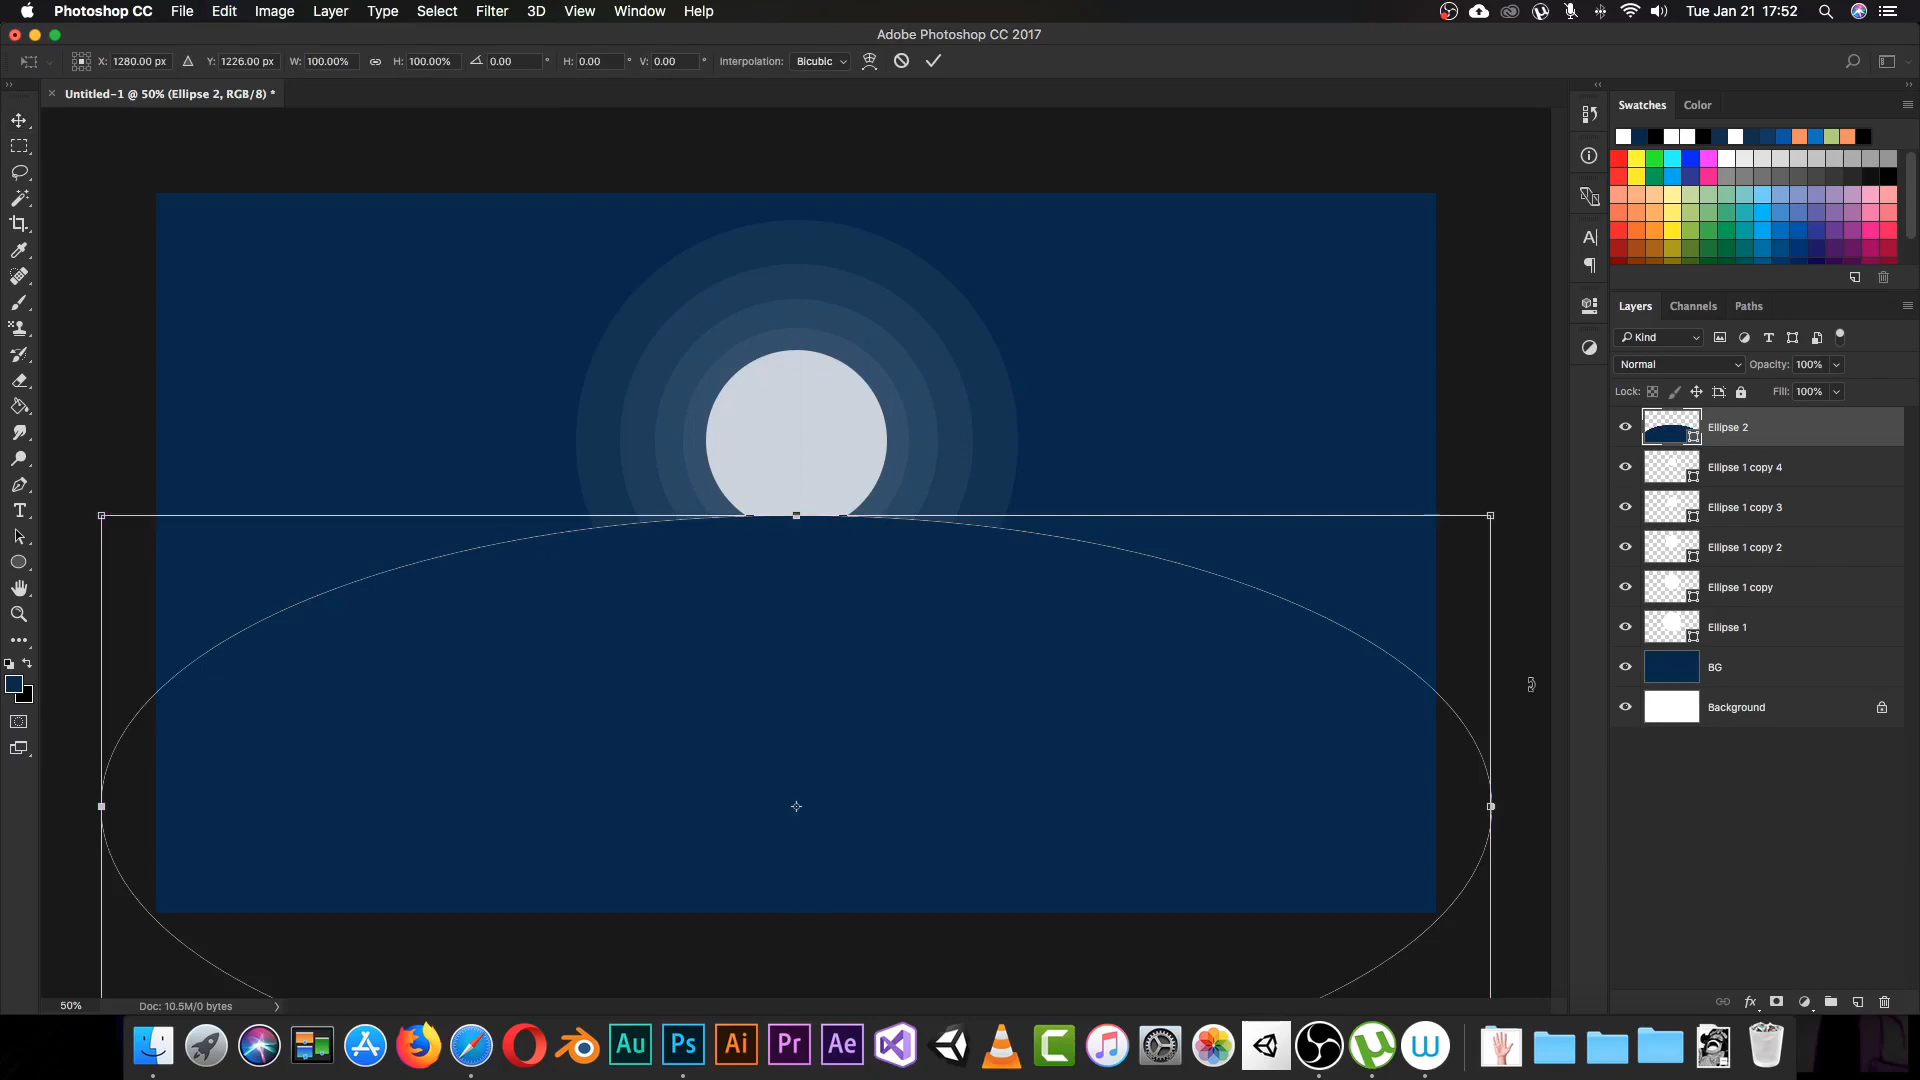 Photoshop CC File Edit Image Layer Type Select Filter 3D View Window Help Tue Jan 21 17:52
Adobe Photoshop CC 2017
X: 1280.00 px Y: 1226.00 px W: 100.00% H: 100.00% 0.00 ° H: 0.00 ° V: 0.00 ° Interpolation: Bicubic
Untitled-1 @ 50% (Ellipse 2, RGB/8) *
Swatches Color
Layers Channels Paths
Kind
Normal Opacity: 100%
Lock: Fill: 100%
Ellipse 2
Ellipse 1 copy 4
Ellipse 1 copy 3
Ellipse 1 copy 2
Ellipse 1 copy
Ellipse 1
BG
Background
50% Doc: 10.5M/0 bytes
fx
Au Ps Ai Pr Ae